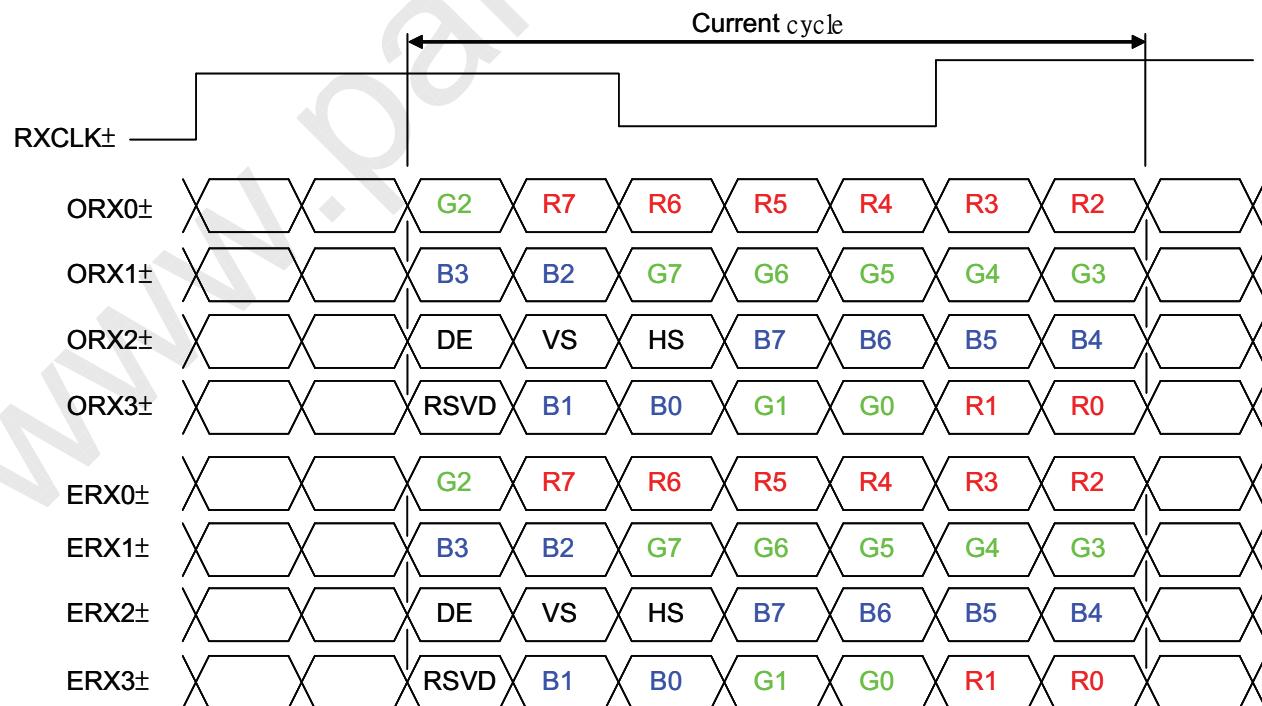 Current cycle
RXCLK±
ORX0± G2 R7 R6 R5 R4 R3 R2
ORX1± B3 B2 G7 G6 G5 G4 G3
ORX2± DE VS HS B7 B6 B5 B4
ORX3± RSVD B1 B0 G1 G0 R1 R0
ERX0± G2 R7 R6 R5 R4 R3 R2
ERX1± B3 B2 G7 G6 G5 G4 G3
ERX2± DE VS HS B7 B6 B5 B4
ERX3± RSVD B1 B0 G1 G0 R1 R0
www.pa